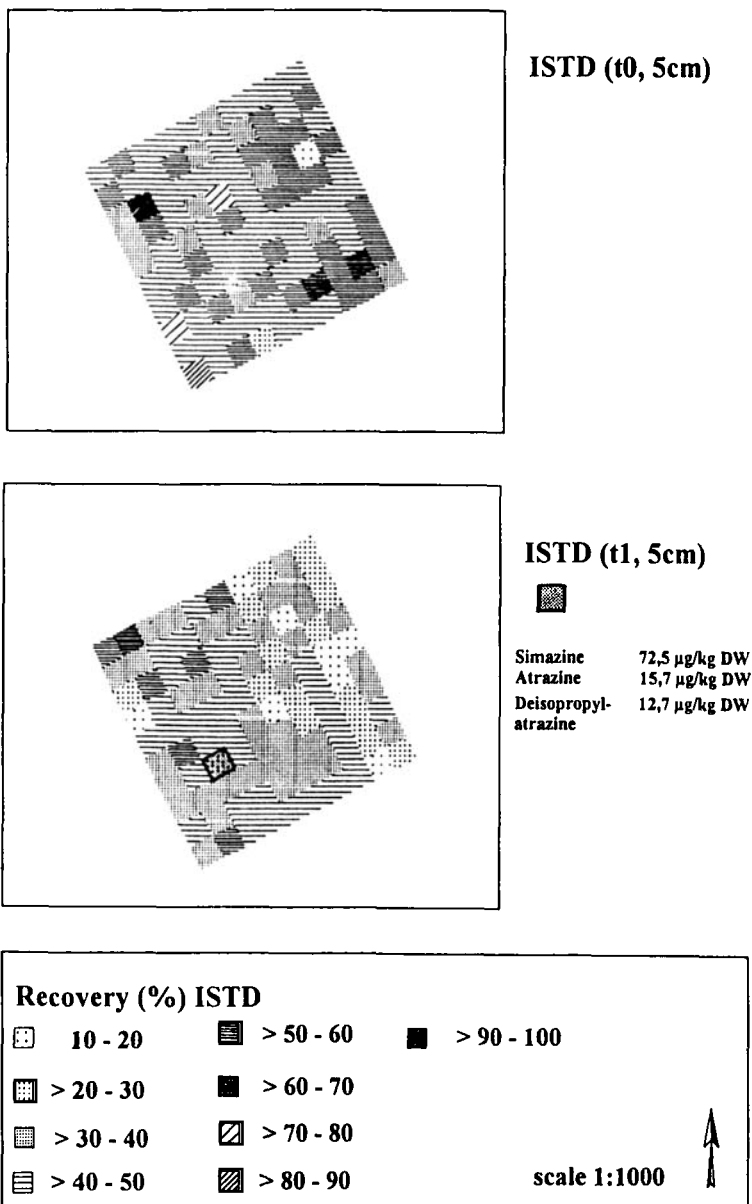 ISTD (t0, 5cm)
ISTD (t1, 5cm)
Simazine 72,5 µg/kg DW
Atrazine 15,7 µg/kg DW
Deisopropyl- 12,7 µg/kg DW
atrazine
Recovery (%) ISTD
10 - 20
> 50 - 60
> 90 - 100
> 20 - 30
> 60 - 70
> 30 - 40
> 70 - 80
> 40 - 50
> 80 - 90
scale 1:1000